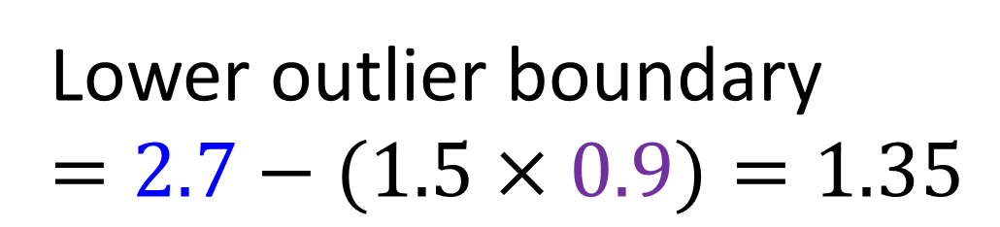 Lower outlier boundary
= 2.7 − (1.5 × 0.9) = 1.35